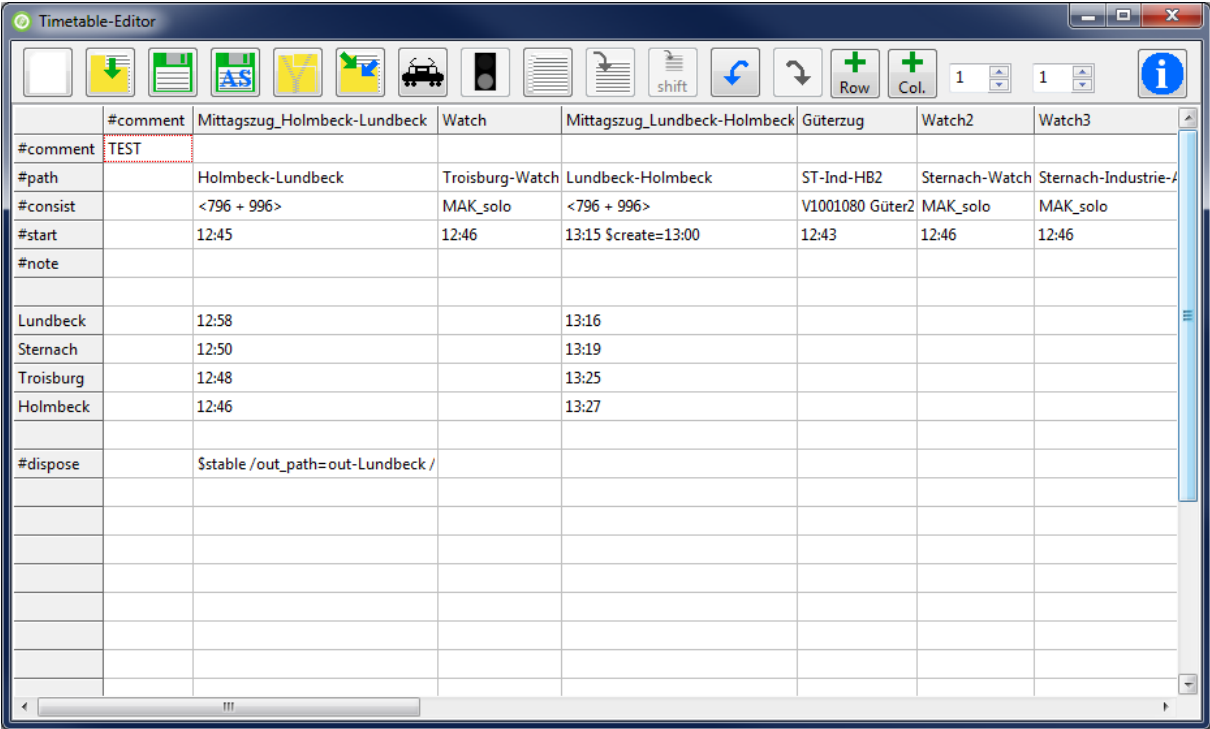 Timetable-Editor
AS shift Row Col. 1 1 i
#comment Mittagszug_Holmbeck-Lundbeck Watch Mittagszug_Lundbeck-Holmbeck Güterzug Watch2 Watch3
#comment TEST
#path Holmbeck-Lundbeck Troisburg-Watch Lundbeck-Holmbeck ST-Ind-HB2 Sternach-Watch Sternach-Industrie-A
#consist <796 + 996> MAK_solo <796 + 996> V1001080 Güter2 MAK_solo MAK_solo
#start 12:45 12:46 13:15 $create=13:00 12:43 12:46 12:46
#note
Lundbeck 12:58 13:16
Sternach 12:50 13:19
Troisburg 12:48 13:25
Holmbeck 12:46 13:27
#dispose $stable /out_path=out-Lundbeck /